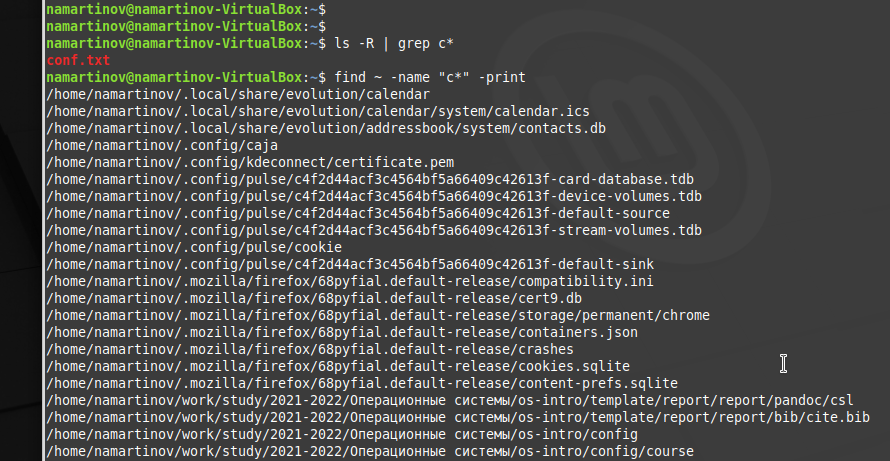 namartinov@namartinov-VirtualBox:~$
namartinov@namartinov-VirtualBox:~$
namartinov@namartinov-VirtualBox:~$ ls -R | grep c*
conf.txt
namartinov@namartinov-VirtualBox:~$ find ~ -name "c*" -print
/home/namartinov/.local/share/evolution/calendar
/home/namartinov/.local/share/evolution/calendar/system/calendar.ics
/home/namartinov/.local/share/evolution/addressbook/system/contacts.db
/home/namartinov/.config/caja
/home/namartinov/.config/kdeconnect/certificate.pem
/home/namartinov/.config/pulse/c4f2d44acf3c4564bf5a66409c42613f-card-database.tdb
/home/namartinov/.config/pulse/c4f2d44acf3c4564bf5a66409c42613f-device-volumes.tdb
/home/namartinov/.config/pulse/c4f2d44acf3c4564bf5a66409c42613f-default-source
/home/namartinov/.config/pulse/c4f2d44acf3c4564bf5a66409c42613f-stream-volumes.tdb
/home/namartinov/.config/pulse/cookie
/home/namartinov/.config/pulse/c4f2d44acf3c4564bf5a66409c42613f-default-sink
/home/namartinov/.mozilla/firefox/68pyfial.default-release/compatibility.ini
/home/namartinov/.mozilla/firefox/68pyfial.default-release/cert9.db
/home/namartinov/.mozilla/firefox/68pyfial.default-release/storage/permanent/chrome
/home/namartinov/.mozilla/firefox/68pyfial.default-release/containers.json
/home/namartinov/.mozilla/firefox/68pyfial.default-release/crashes
/home/namartinov/.mozilla/firefox/68pyfial.default-release/cookies.sqlite
/home/namartinov/.mozilla/firefox/68pyfial.default-release/content-prefs.sqlite
/home/namartinov/work/study/2021-2022/Операционные системы/os-intro/template/report/report/pandoc/csl
/home/namartinov/work/study/2021-2022/Операционные системы/os-intro/template/report/report/bib/cite.bib
/home/namartinov/work/study/2021-2022/Операционные системы/os-intro/config
/home/namartinov/work/study/2021-2022/Операционные системы/os-intro/config/course